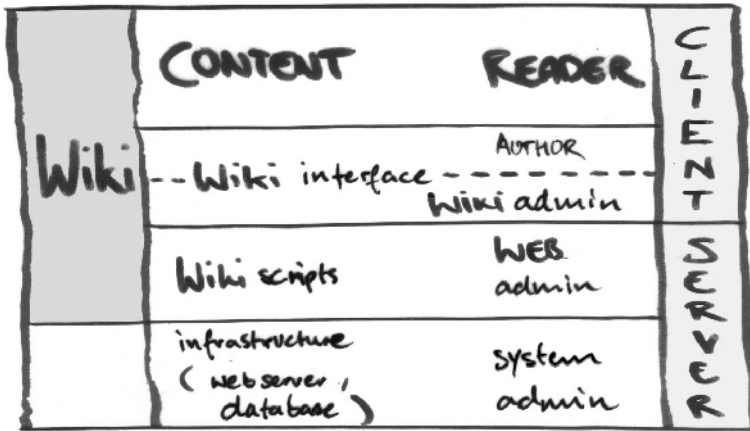 Wiki
CONTENT READER
AUTHOR
Wiki interface
Wiki admin
Wiki scripts
WEB
admin
infrastructure
(webserver,
database)
system
admin
CLIENT
SERVER